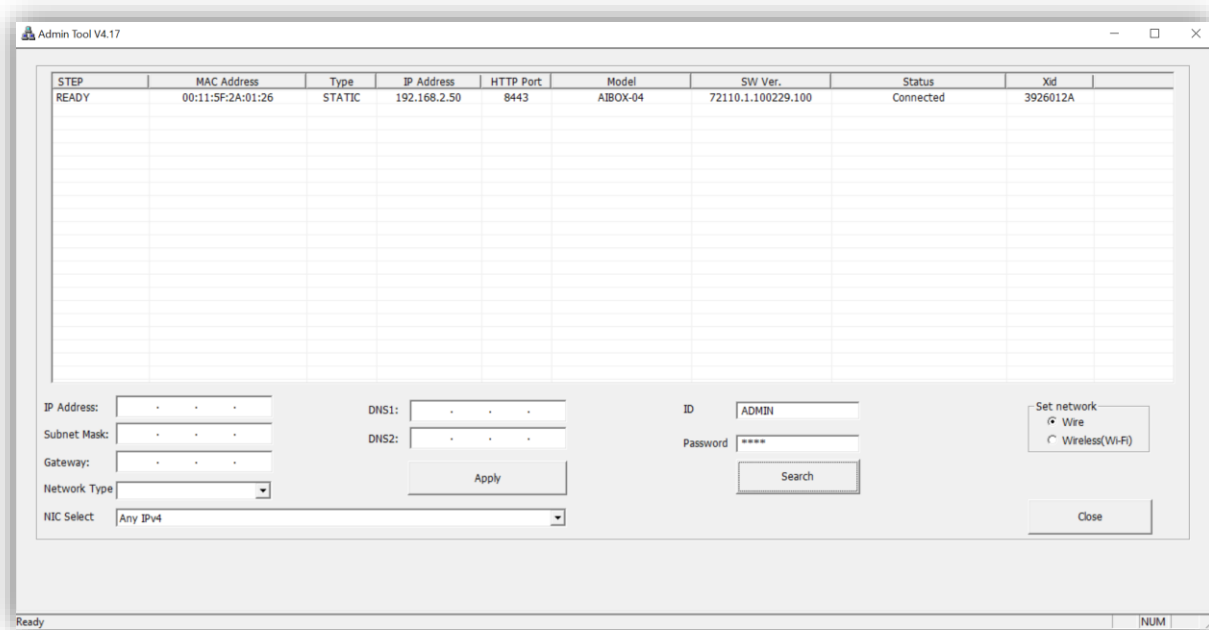 Admin Tool V4.17
STEP MAC Address Type IP Address HTTP Port Model SW Ver. Status Xid
READY 00:11:5F:2A:01:26 STATIC 192.168.2.50 8443 AIBOX-04 72110.1.100229.100 Connected 3926012A
IP Address: . . . DNS1: . . . ID ADMIN Set network
Wire
Subnet Mask: . . . DNS2: . . . Password **** Wireless(Wi-Fi)
Gateway: . . .
Apply Search
Network Type
NIC Select Any IPv4 Close
Ready NUM